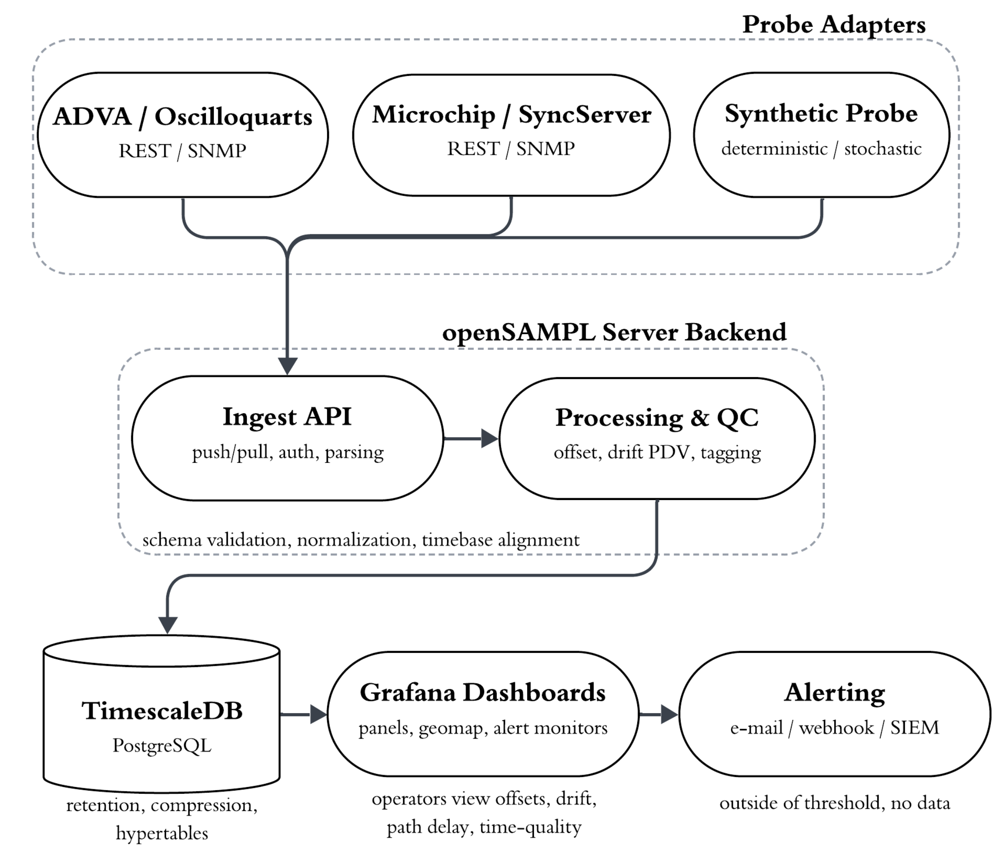 Probe Adapters
ADVA / Oscilloquarts
REST / SNMP
Microchip / SyncServer
REST / SNMP
Synthetic Probe
deterministic / stochastic
openSAMPL Server Backend
Ingest API
push/pull, auth, parsing
Processing & QC
offset, drift PDV, tagging
schema validation, normalization, timebase alignment
TimescaleDB
PostgreSQL
retention, compression,
hypertables
Grafana Dashboards
panels, geomap, alert monitors
operators view offsets, drift,
path delay, time-quality
Alerting
e-mail / webhook / SIEM
outside of threshold, no data